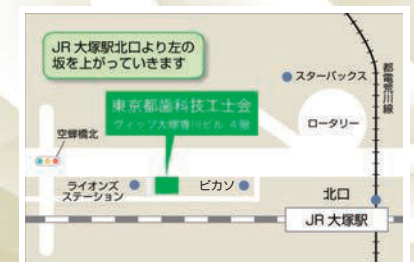 JR 大塚駅北口より左の
坂を上がっていきます
東京都歯科技工士会
ヴィップ大塚香川ビル 4階
スターバックス
都電荒川線
ロータリー
空蝉橋北
ライオンズ
ステーション
ピカソ
北口
JR 大塚駅